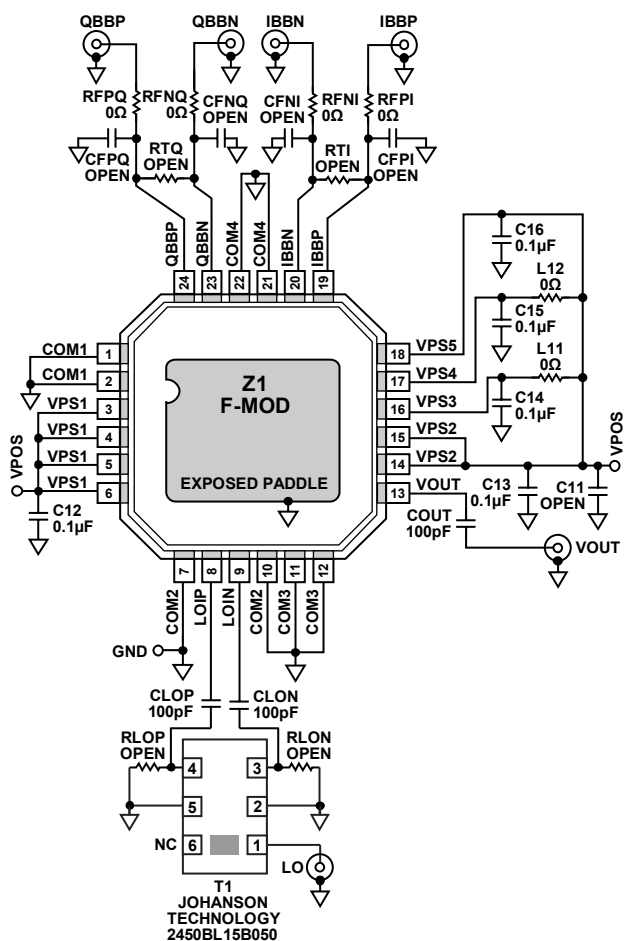 QBBP QBBN IBBN IBBP
RFPQ RFNQ CFNQ CFNI RFNI RFPI
0Ω 0Ω OPEN OPEN 0Ω 0Ω
RTQ RTI
OPEN OPEN
CFPQ CFPI
OPEN OPEN
QBBP QBBN COM4 COM4 IBBN IBBP
24 23 22 21 20 19
C16
0.1µF
L12
0Ω
C15
0.1µF
L11
0Ω
C14
0.1µF
COM1 1
COM1 2
VPS1 3
VPS1 4
VPS1 5
VPS1 6
VPOS
C12
0.1µF
Z1
F-MOD
EXPOSED PADDLE
18 VPS5
17 VPS4
16 VPS3
15 VPS2
14 VPS2
13 VOUT
VPOS
C13
0.1µF
C11
OPEN
COUT
100pF
VOUT
7 8 9 10 11 12
COM2 LOIP LOIN COM2 COM3 COM3
GND
CLOP CLON
100pF 100pF
RLOP RLON
OPEN OPEN
4 3
5 2
NC 6 1
LO
T1
JOHANSON
TECHNOLOGY
2450BL15B050